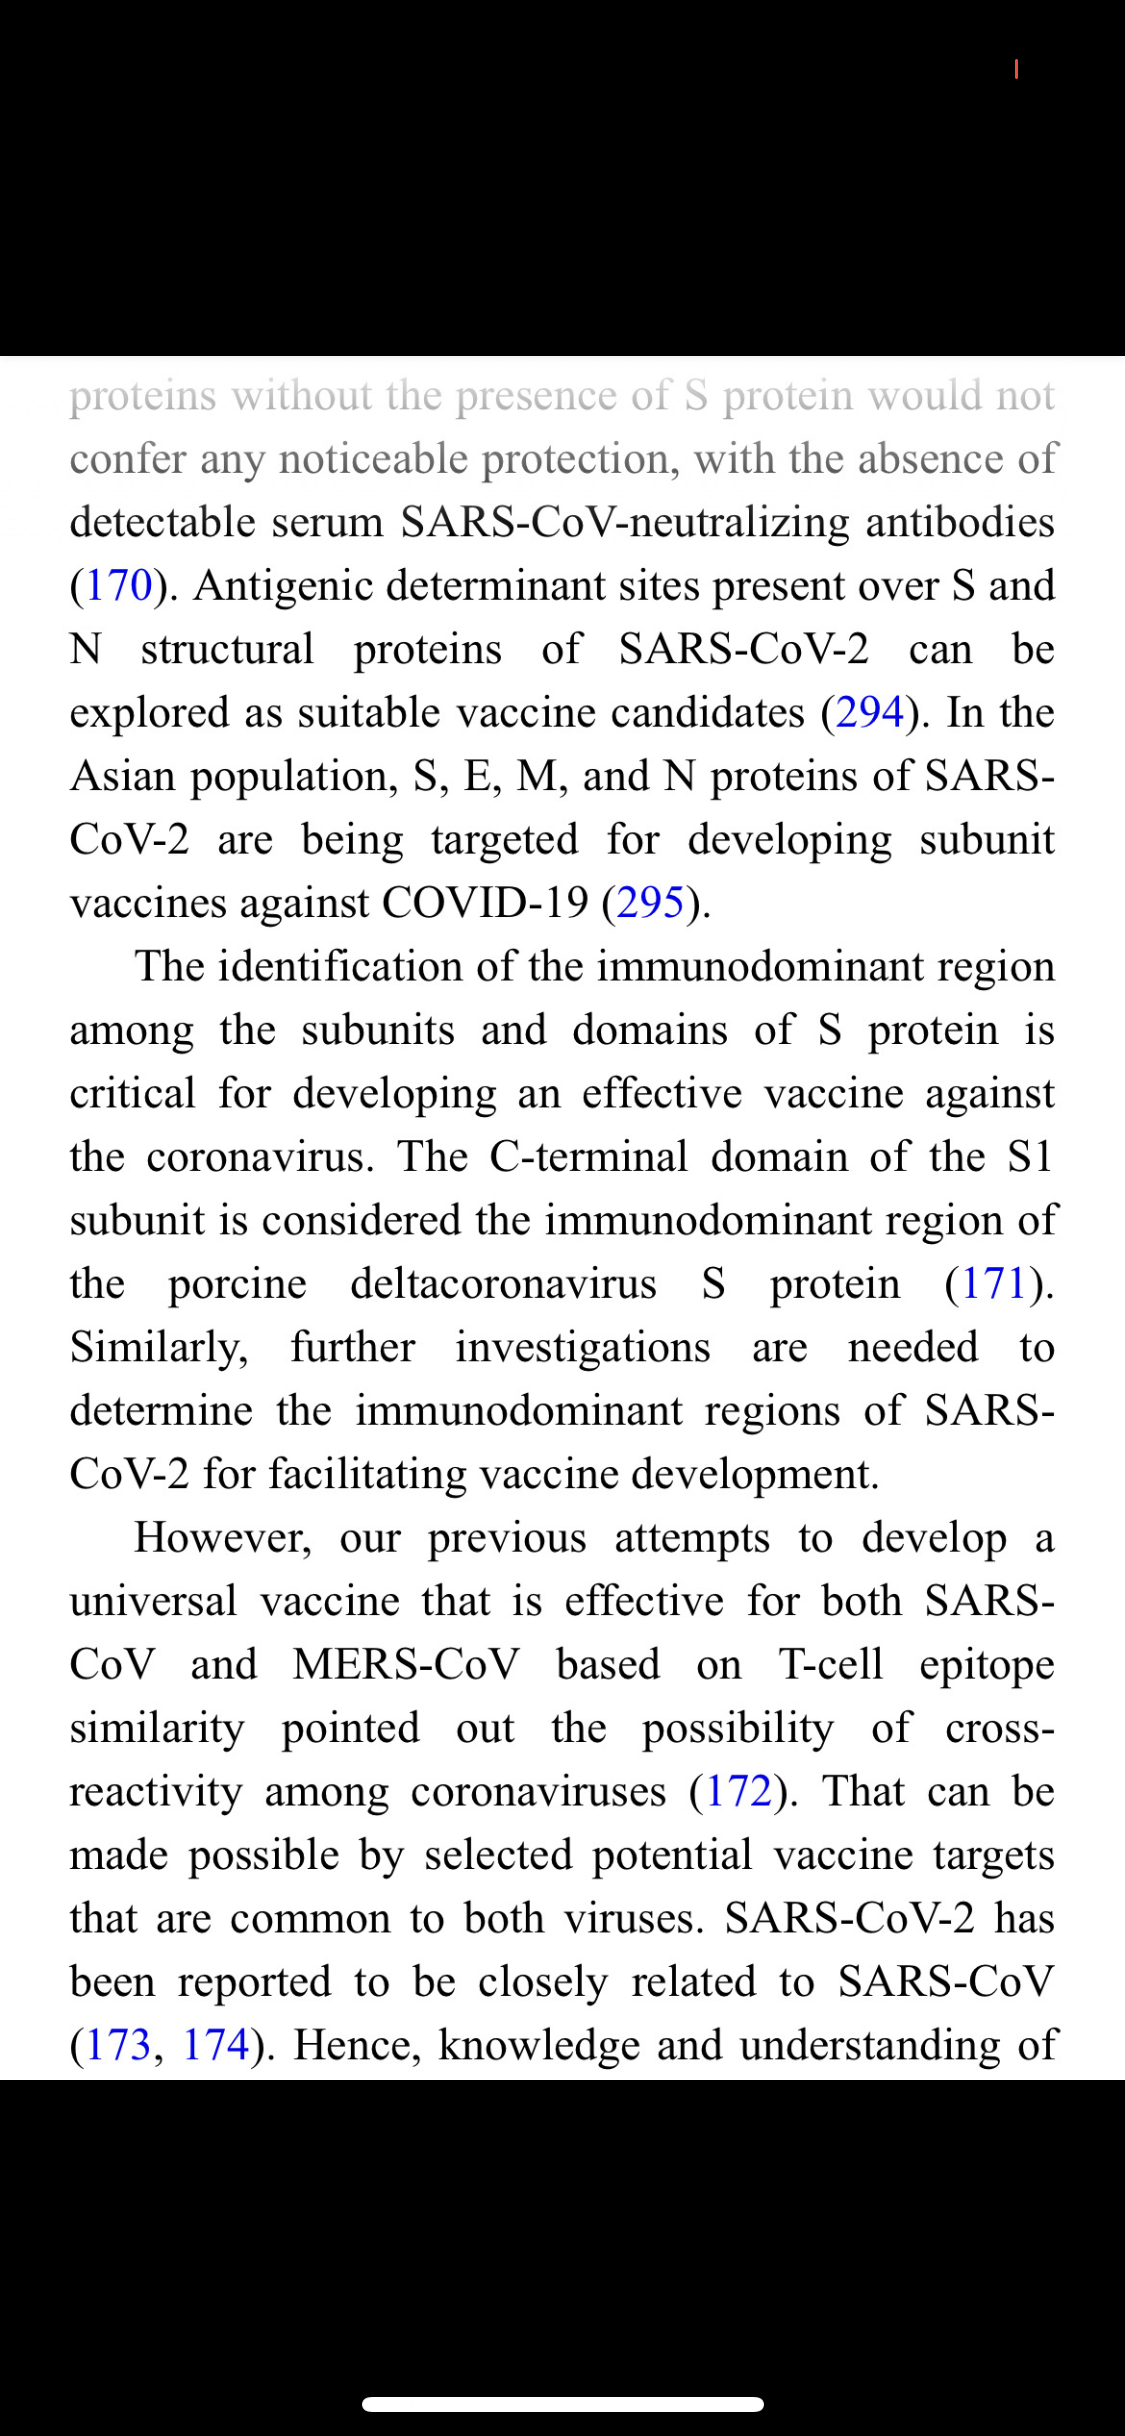 proteins without the presence of S protein would not
confer any noticeable protection, with the absence of
detectable serum SARS-CoV-neutralizing antibodies
(170). Antigenic determinant sites present over S and
N structural proteins of SARS-CoV-2 can be
explored as suitable vaccine candidates (294). In the
Asian population, S, E, M, and N proteins of SARS-
CoV-2 are being targeted for developing subunit
vaccines against COVID-19 (295).
The identification of the immunodominant region
among the subunits and domains of S protein is
critical for developing an effective vaccine against
the coronavirus. The C-terminal domain of the S1
subunit is considered the immunodominant region of
the porcine deltacoronavirus S protein (171).
Similarly, further investigations are needed to
determine the immunodominant regions of SARS-
CoV-2 for facilitating vaccine development.
However, our previous attempts to develop a
universal vaccine that is effective for both SARS-
CoV and MERS-CoV based on T-cell epitope
similarity pointed out the possibility of cross-
reactivity among coronaviruses (172). That can be
made possible by selected potential vaccine targets
that are common to both viruses. SARS-CoV-2 has
been reported to be closely related to SARS-CoV
(173, 174). Hence, knowledge and understanding of